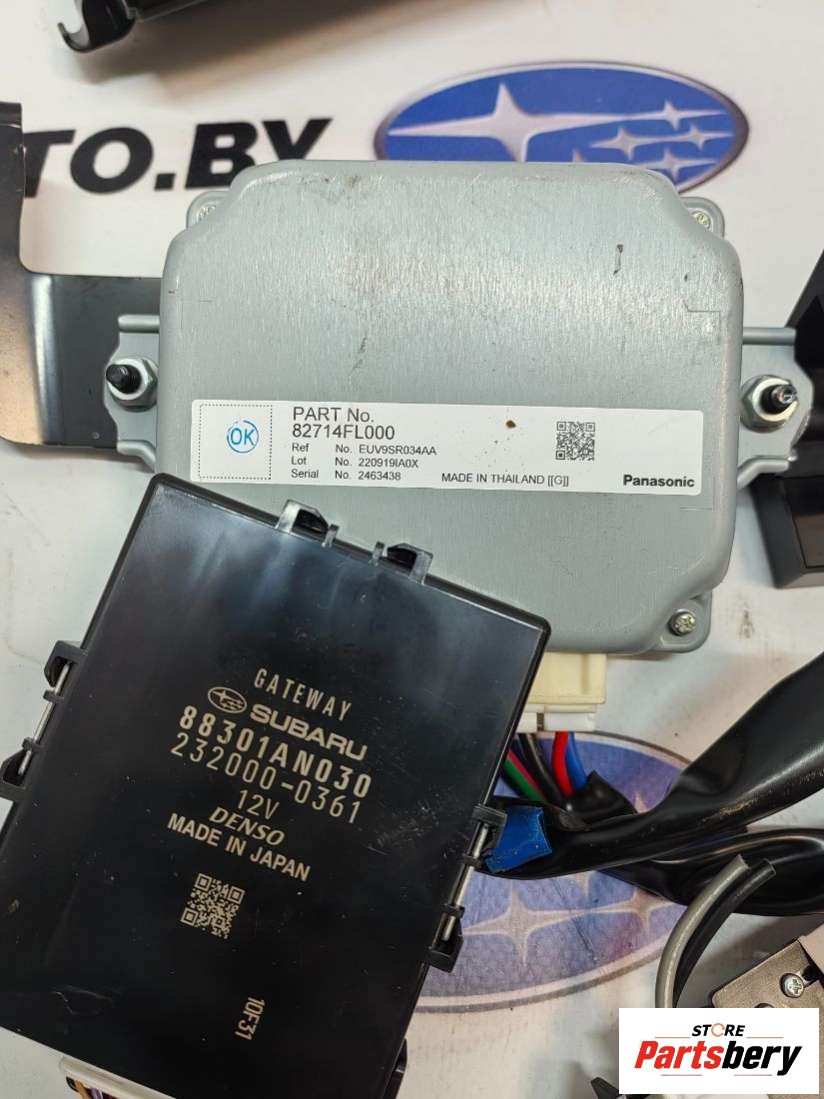 TO.BY
OK
PART No.
82714FL000
Ref No. EUV9SR034AA
Lot No. 220919IA0X
Serial No. 2463438
MADE IN THAILAND [[G]]
Panasonic
GATEWAY
SUBARU
88301AN030
232000-0361
12V
DENSO
MADE IN JAPAN
10F31
STORE
Partsbery